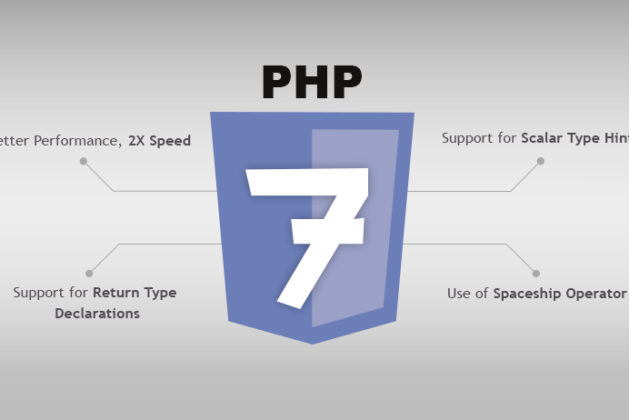 PHP
etter Performance, 2X Speed
Support for Scalar Type Hin
7
Support for Return Type
Declarations
Use of Spaceship Operator